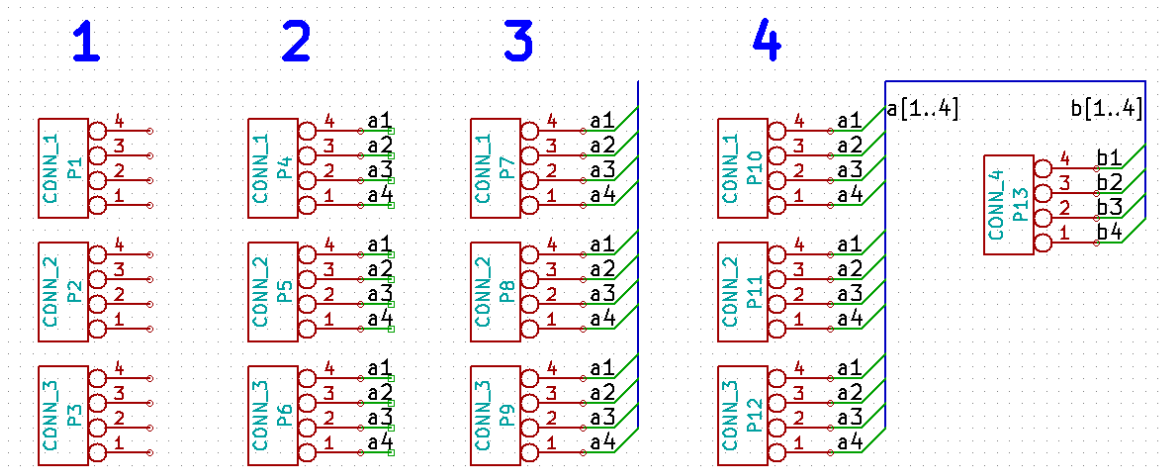 1 2 3 4
a[1..4] b[1..4]
CONN_1 P1 4 3 2 1
CONN_2 P2 4 3 2 1
CONN_3 P3 4 3 2 1
CONN_1 P4 4 3 2 1 a1 a2 a3 a4
CONN_2 P5 4 3 2 1 a1 a2 a3 a4
CONN_3 P6 4 3 2 1 a1 a2 a3 a4
CONN_1 P7 4 3 2 1 a1 a2 a3 a4
CONN_2 P8 4 3 2 1 a1 a2 a3 a4
CONN_3 P9 4 3 2 1 a1 a2 a3 a4
CONN_1 P10 4 3 2 1 a1 a2 a3 a4
CONN_2 P11 4 3 2 1 a1 a2 a3 a4
CONN_3 P12 4 3 2 1 a1 a2 a3 a4
CONN_4 P13 4 3 2 1 b1 b2 b3 b4